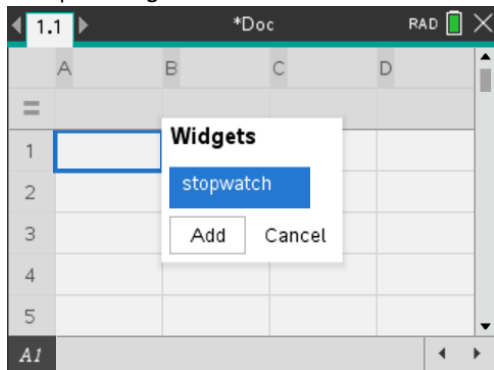 1.1 *Doc RAD
A B C D
=
Widgets
1
stopwatch
2
3 Add Cancel
4
5
A1